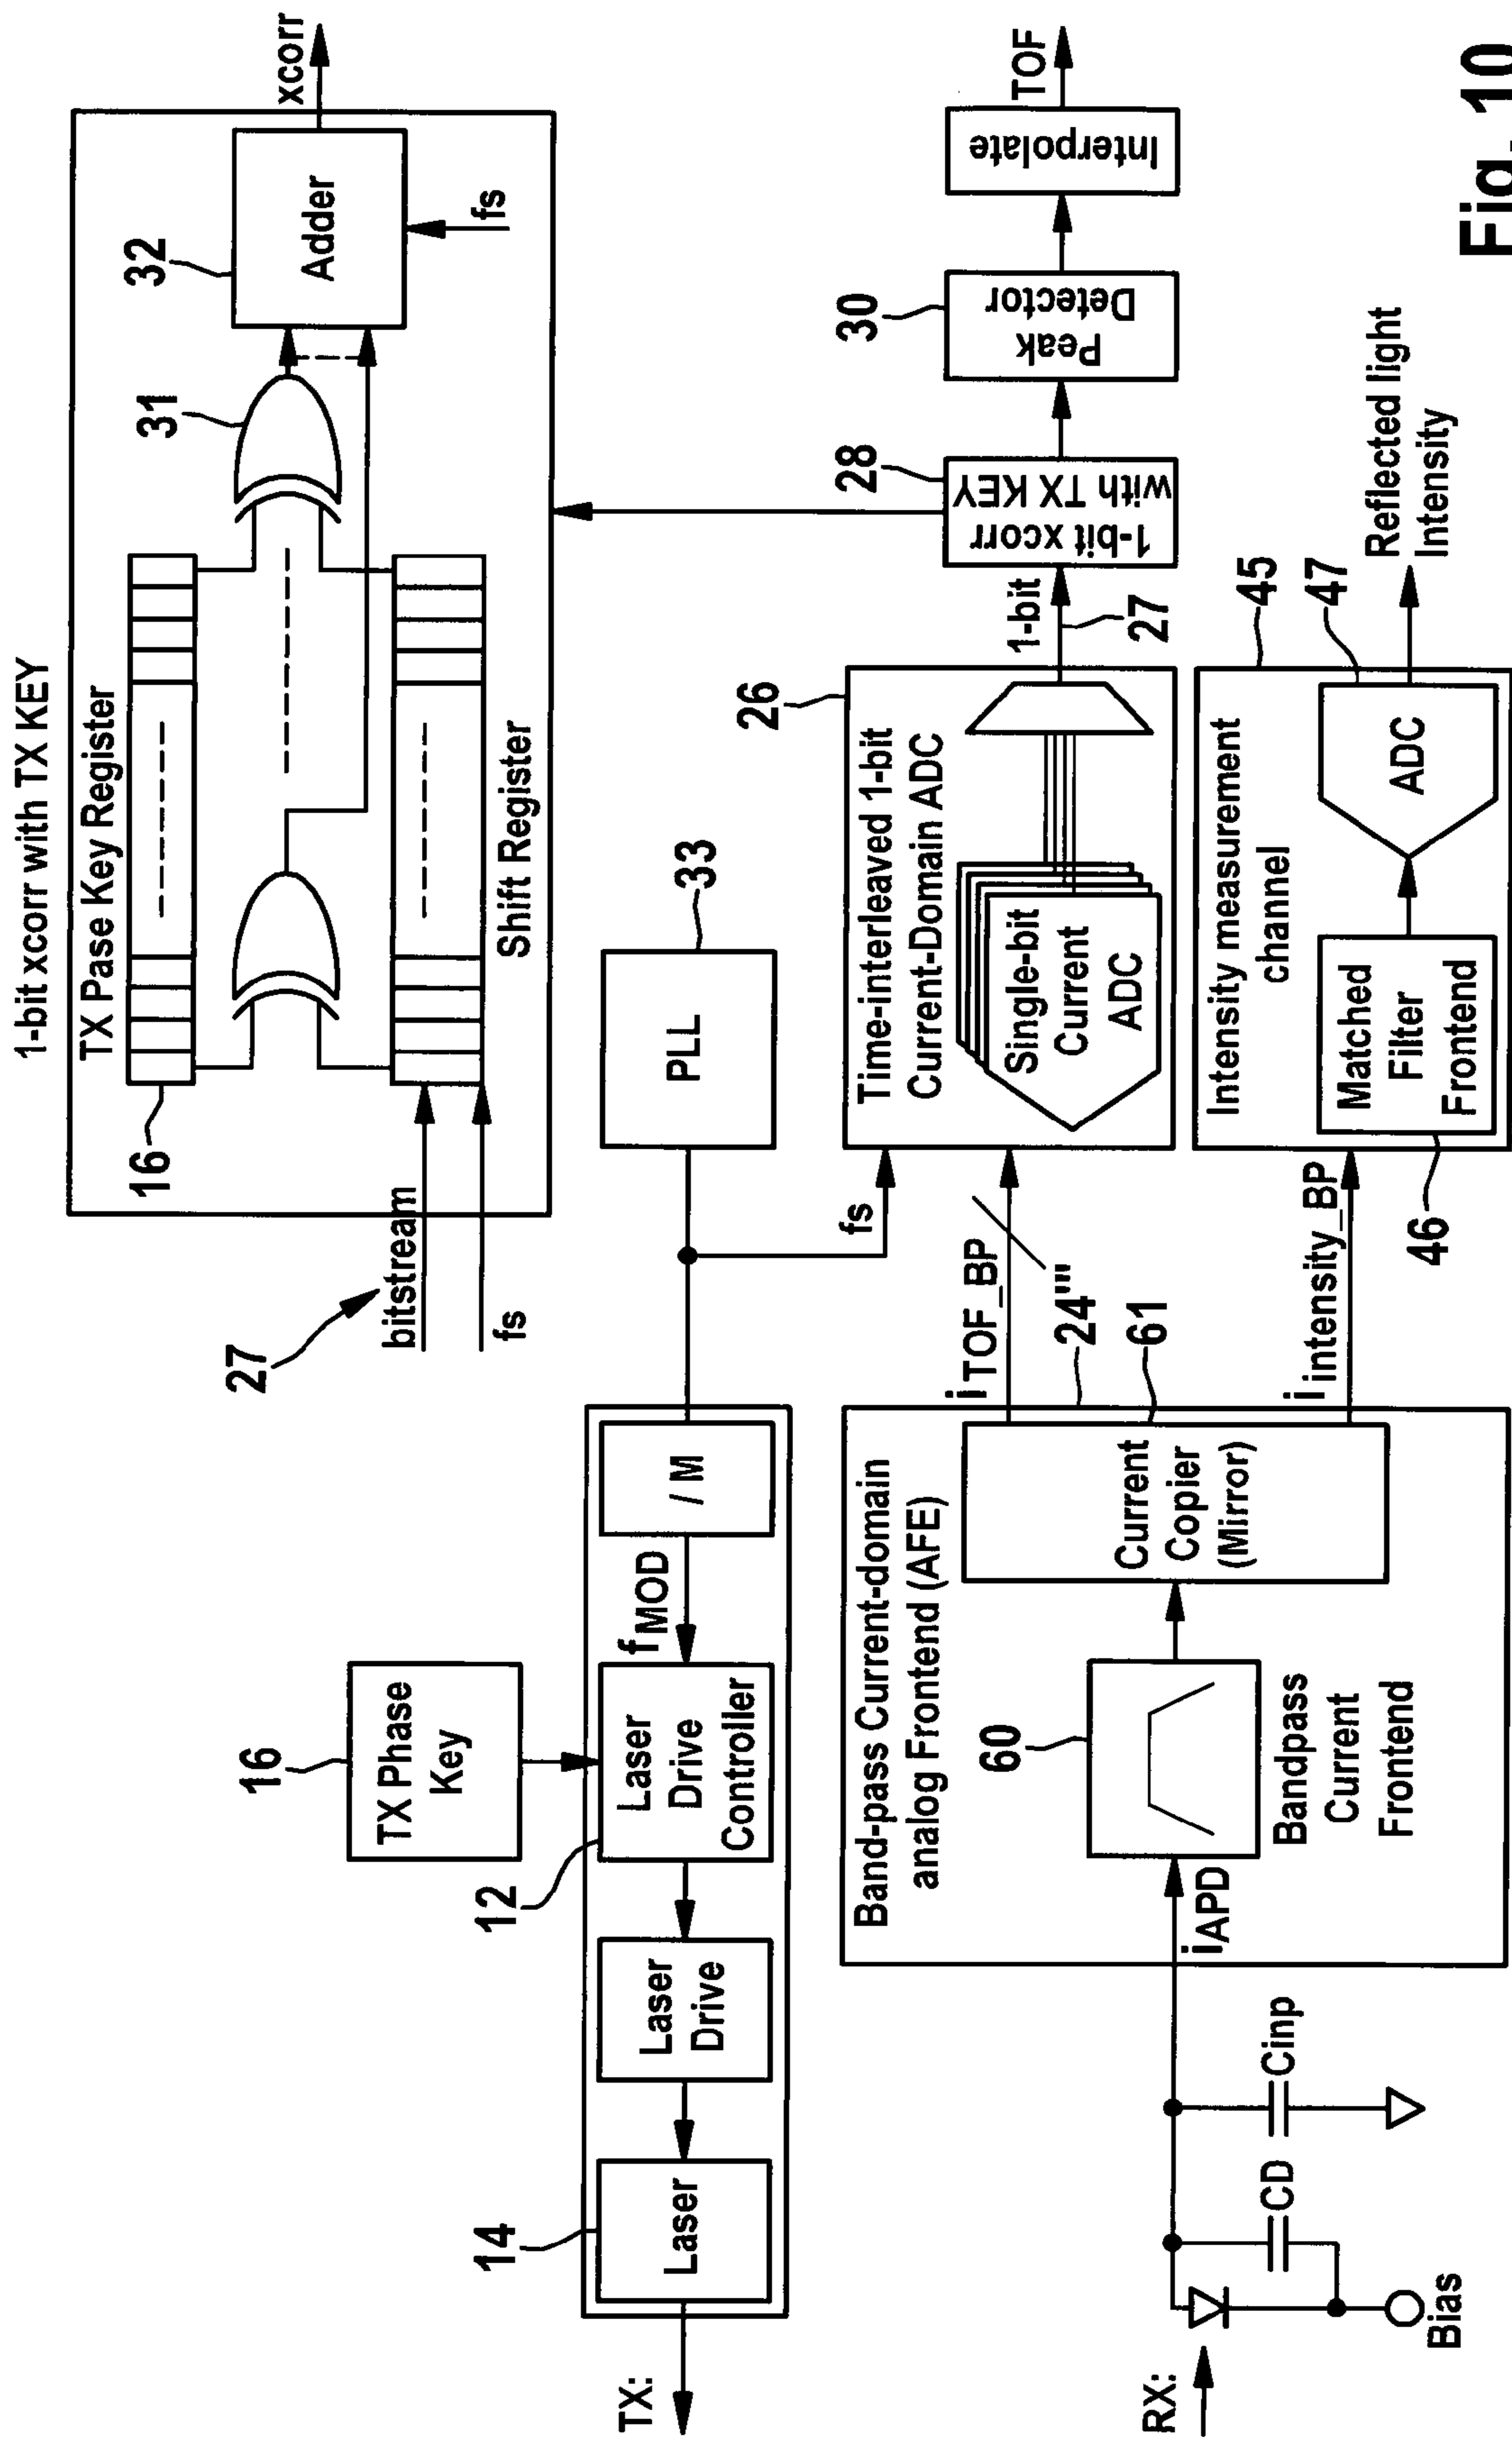 1-bit xcorr with TX KEY
TX Pase Key Register
16
31
32
Adder
xcorr
fs
27
bitstream
fs
Shift Register
16
TX Phase
Key
33
PLL
TX:
14
Laser
Laser
Drive
12
Laser
Drive
Controller
fMOD
/ M
fs
26
Time-interleaved 1-bit
Current-Domain ADC
Single-bit
Current
ADC
1-bit
27
28
1-bit xcorr
with TX KEY
30
Peak
Detector
Interpolate
TOF
RX:
Bias
CD
Cinp
iAPD
Band-pass Current-domain
analog Frontend (AFE)
60
Bandpass
Current
Frontend
Current
Copier
(Mirror)
iTOF_BP
24'''
61
iintensity_BP
46
Intensity measurement
channel
Matched
Filter
Frontend
ADC
45
47
Reflected light
Intensity
Fig. 10